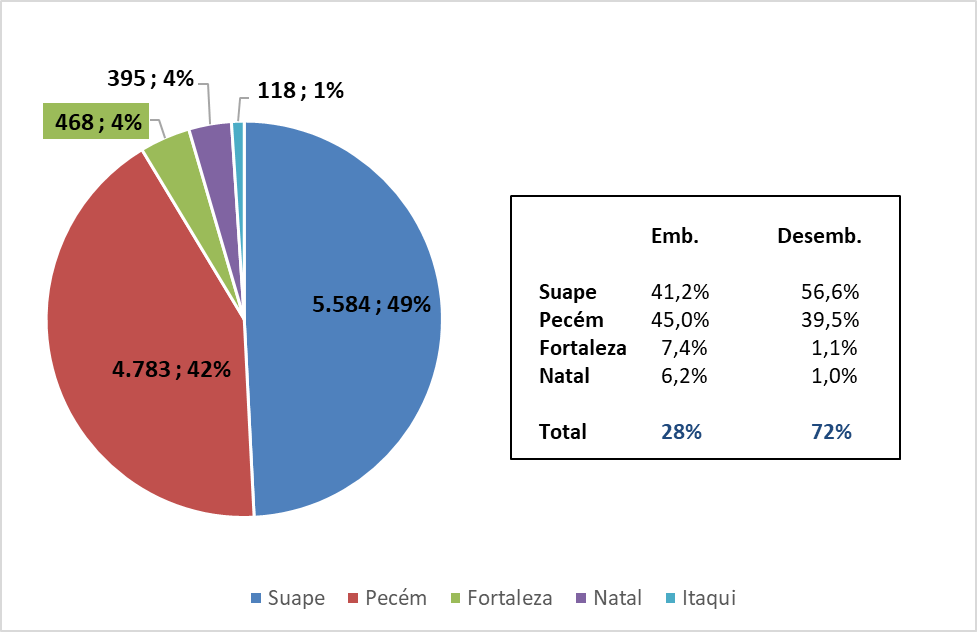 395 ; 4%
118 ; 1%
468 ; 4%
5.584 ; 49%
4.783 ; 42%
Emb. Desemb.
Suape 41,2% 56,6%
Pecém 45,0% 39,5%
Fortaleza 7,4% 1,1%
Natal 6,2% 1,0%
Total 28% 72%
Suape Pecém Fortaleza Natal Itaqui